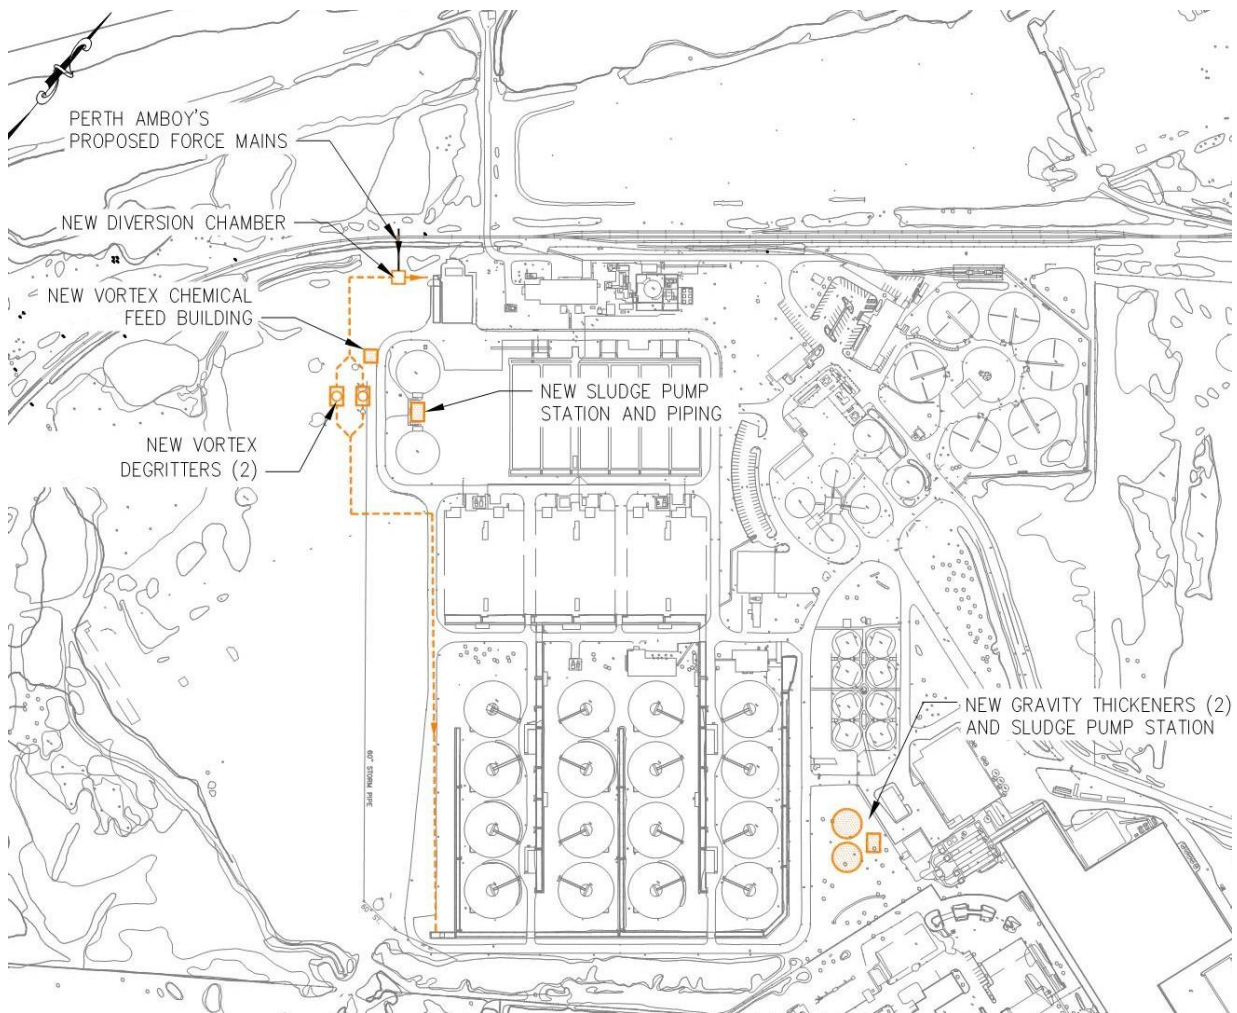 PERTH AMBOY'S
PROPOSED FORCE MAINS
NEW DIVERSION CHAMBER
NEW VORTEX CHEMICAL
FEED BUILDING
NEW SLUDGE PUMP
STATION AND PIPING
NEW VORTEX
DEGRITTERS (2)
NEW GRAVITY THICKENERS (2)
AND SLUDGE PUMP STATION
60" STORM PIPE